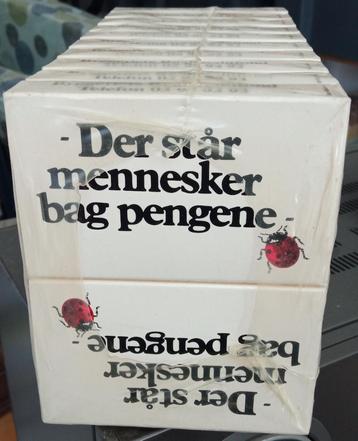 - Der står
mennesker
bag pengene -
Der står
mennesker
bag pengene -